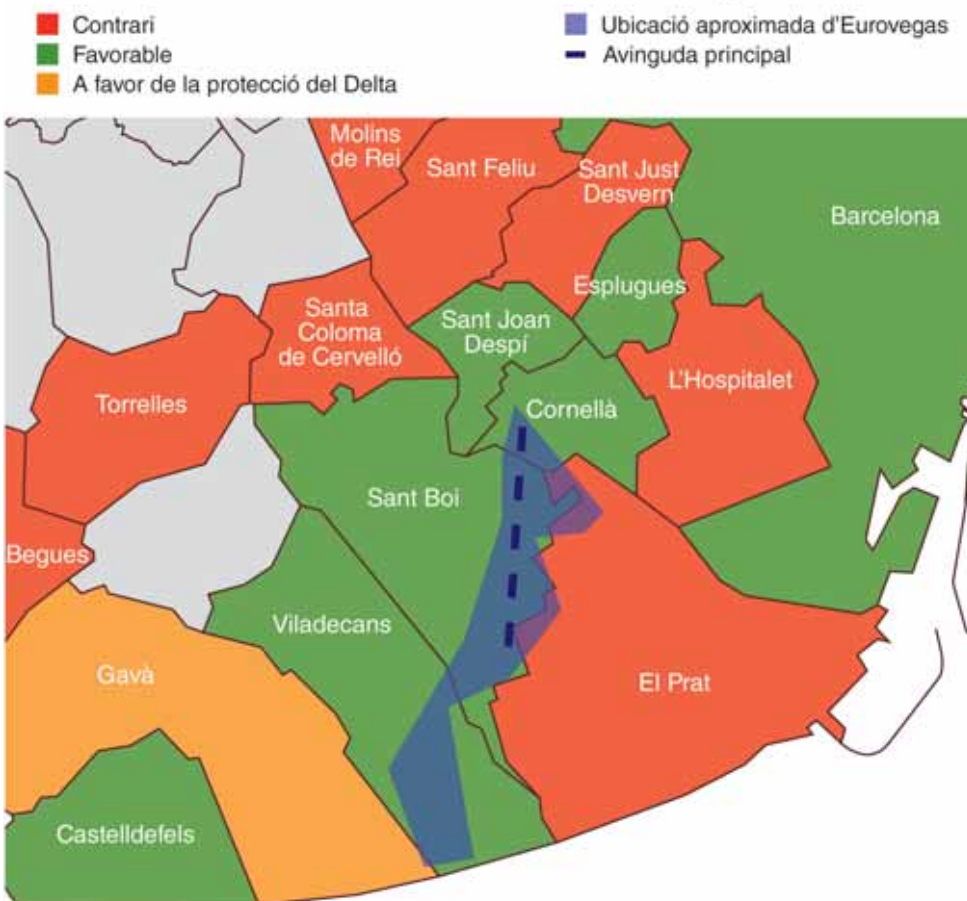 Contrari
Favorable
A favor de la protecció del Delta
Ubicació aproximada d'Eurovegas
Avinguda principal
Molins
de Rei
Sant Feliu
Sant Just
Desvern
Barcelona
Esplugues
Santa
Coloma
de Cervelló
Sant Joan
Despí
L'Hospitalet
Torrelles
Cornellà
Sant Boi
Begues
Viladecans
Gavà
El Prat
Castelldefels